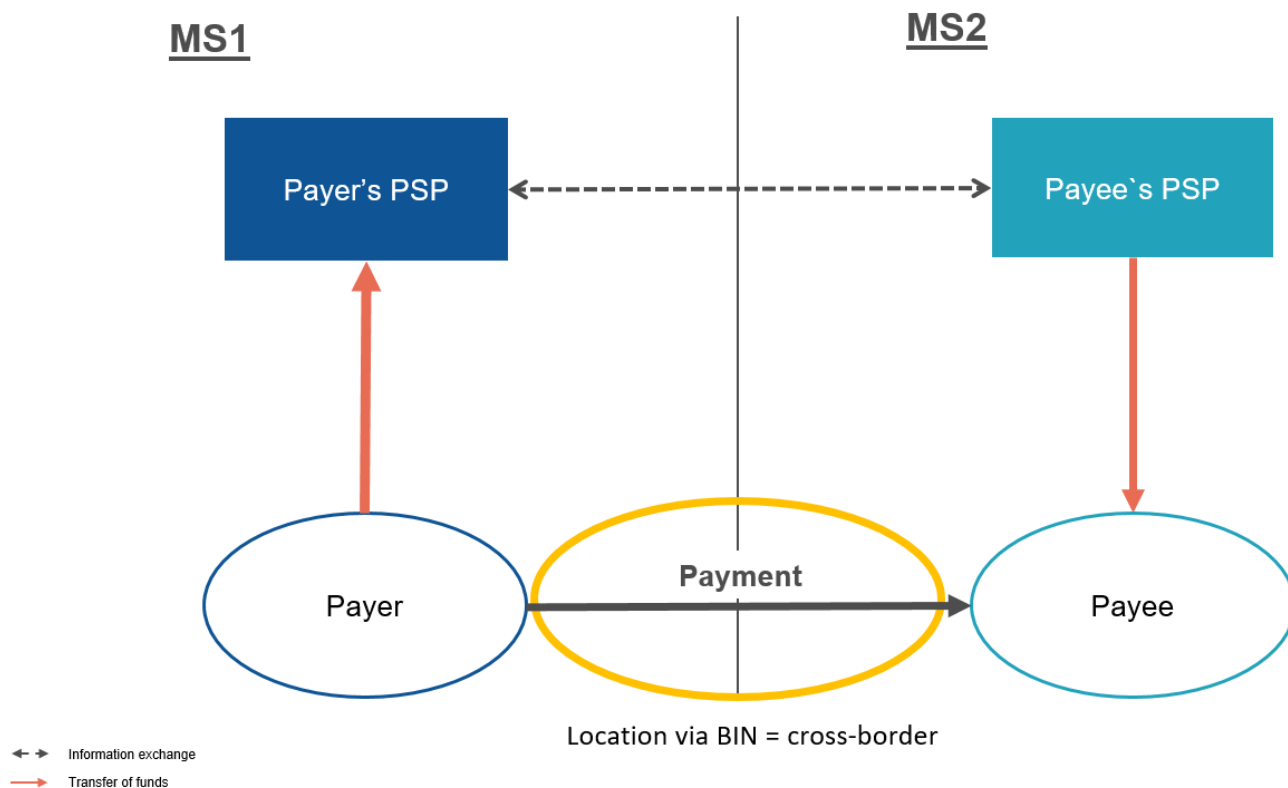 MS1
MS2
Payer's PSP
Payee`s PSP
Payment
Payer
Payee
Location via BIN = cross-border
Information exchange
Transfer of funds